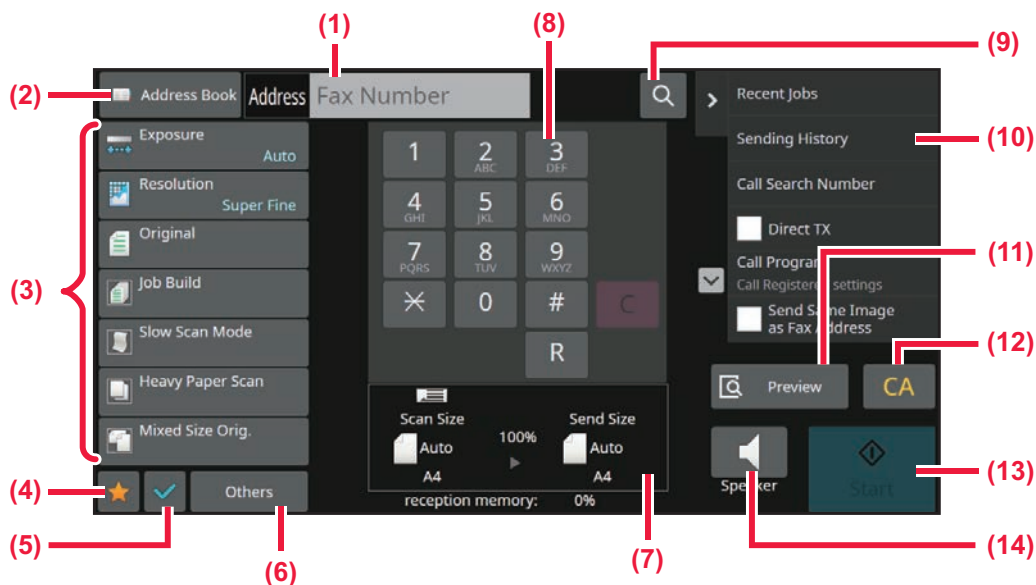 (1)
(8)
(9)
(2)
Address Book
Address
Fax Number
Recent Jobs
(3)
Exposure
Auto
Resolution
Super Fine
Original
Job Build
Slow Scan Mode
Heavy Paper Scan
Mixed Size Orig.
1
2
ABC
3
DEF
4
GHI
5
JKL
6
MNO
7
PQRS
8
TUV
9
WXYZ
0
#
C
R
Sending History
(10)
Call Search Number
Direct TX
(11)
Call Program
Call Registered settings
Send Same Image
as Fax Address
(12)
Preview
CA
Scan Size
Send Size
100%
Auto
Auto
A4
A4
reception memory: 0%
Speaker
Start
(13)
(4)
Others
(5)
(6)
(7)
(14)